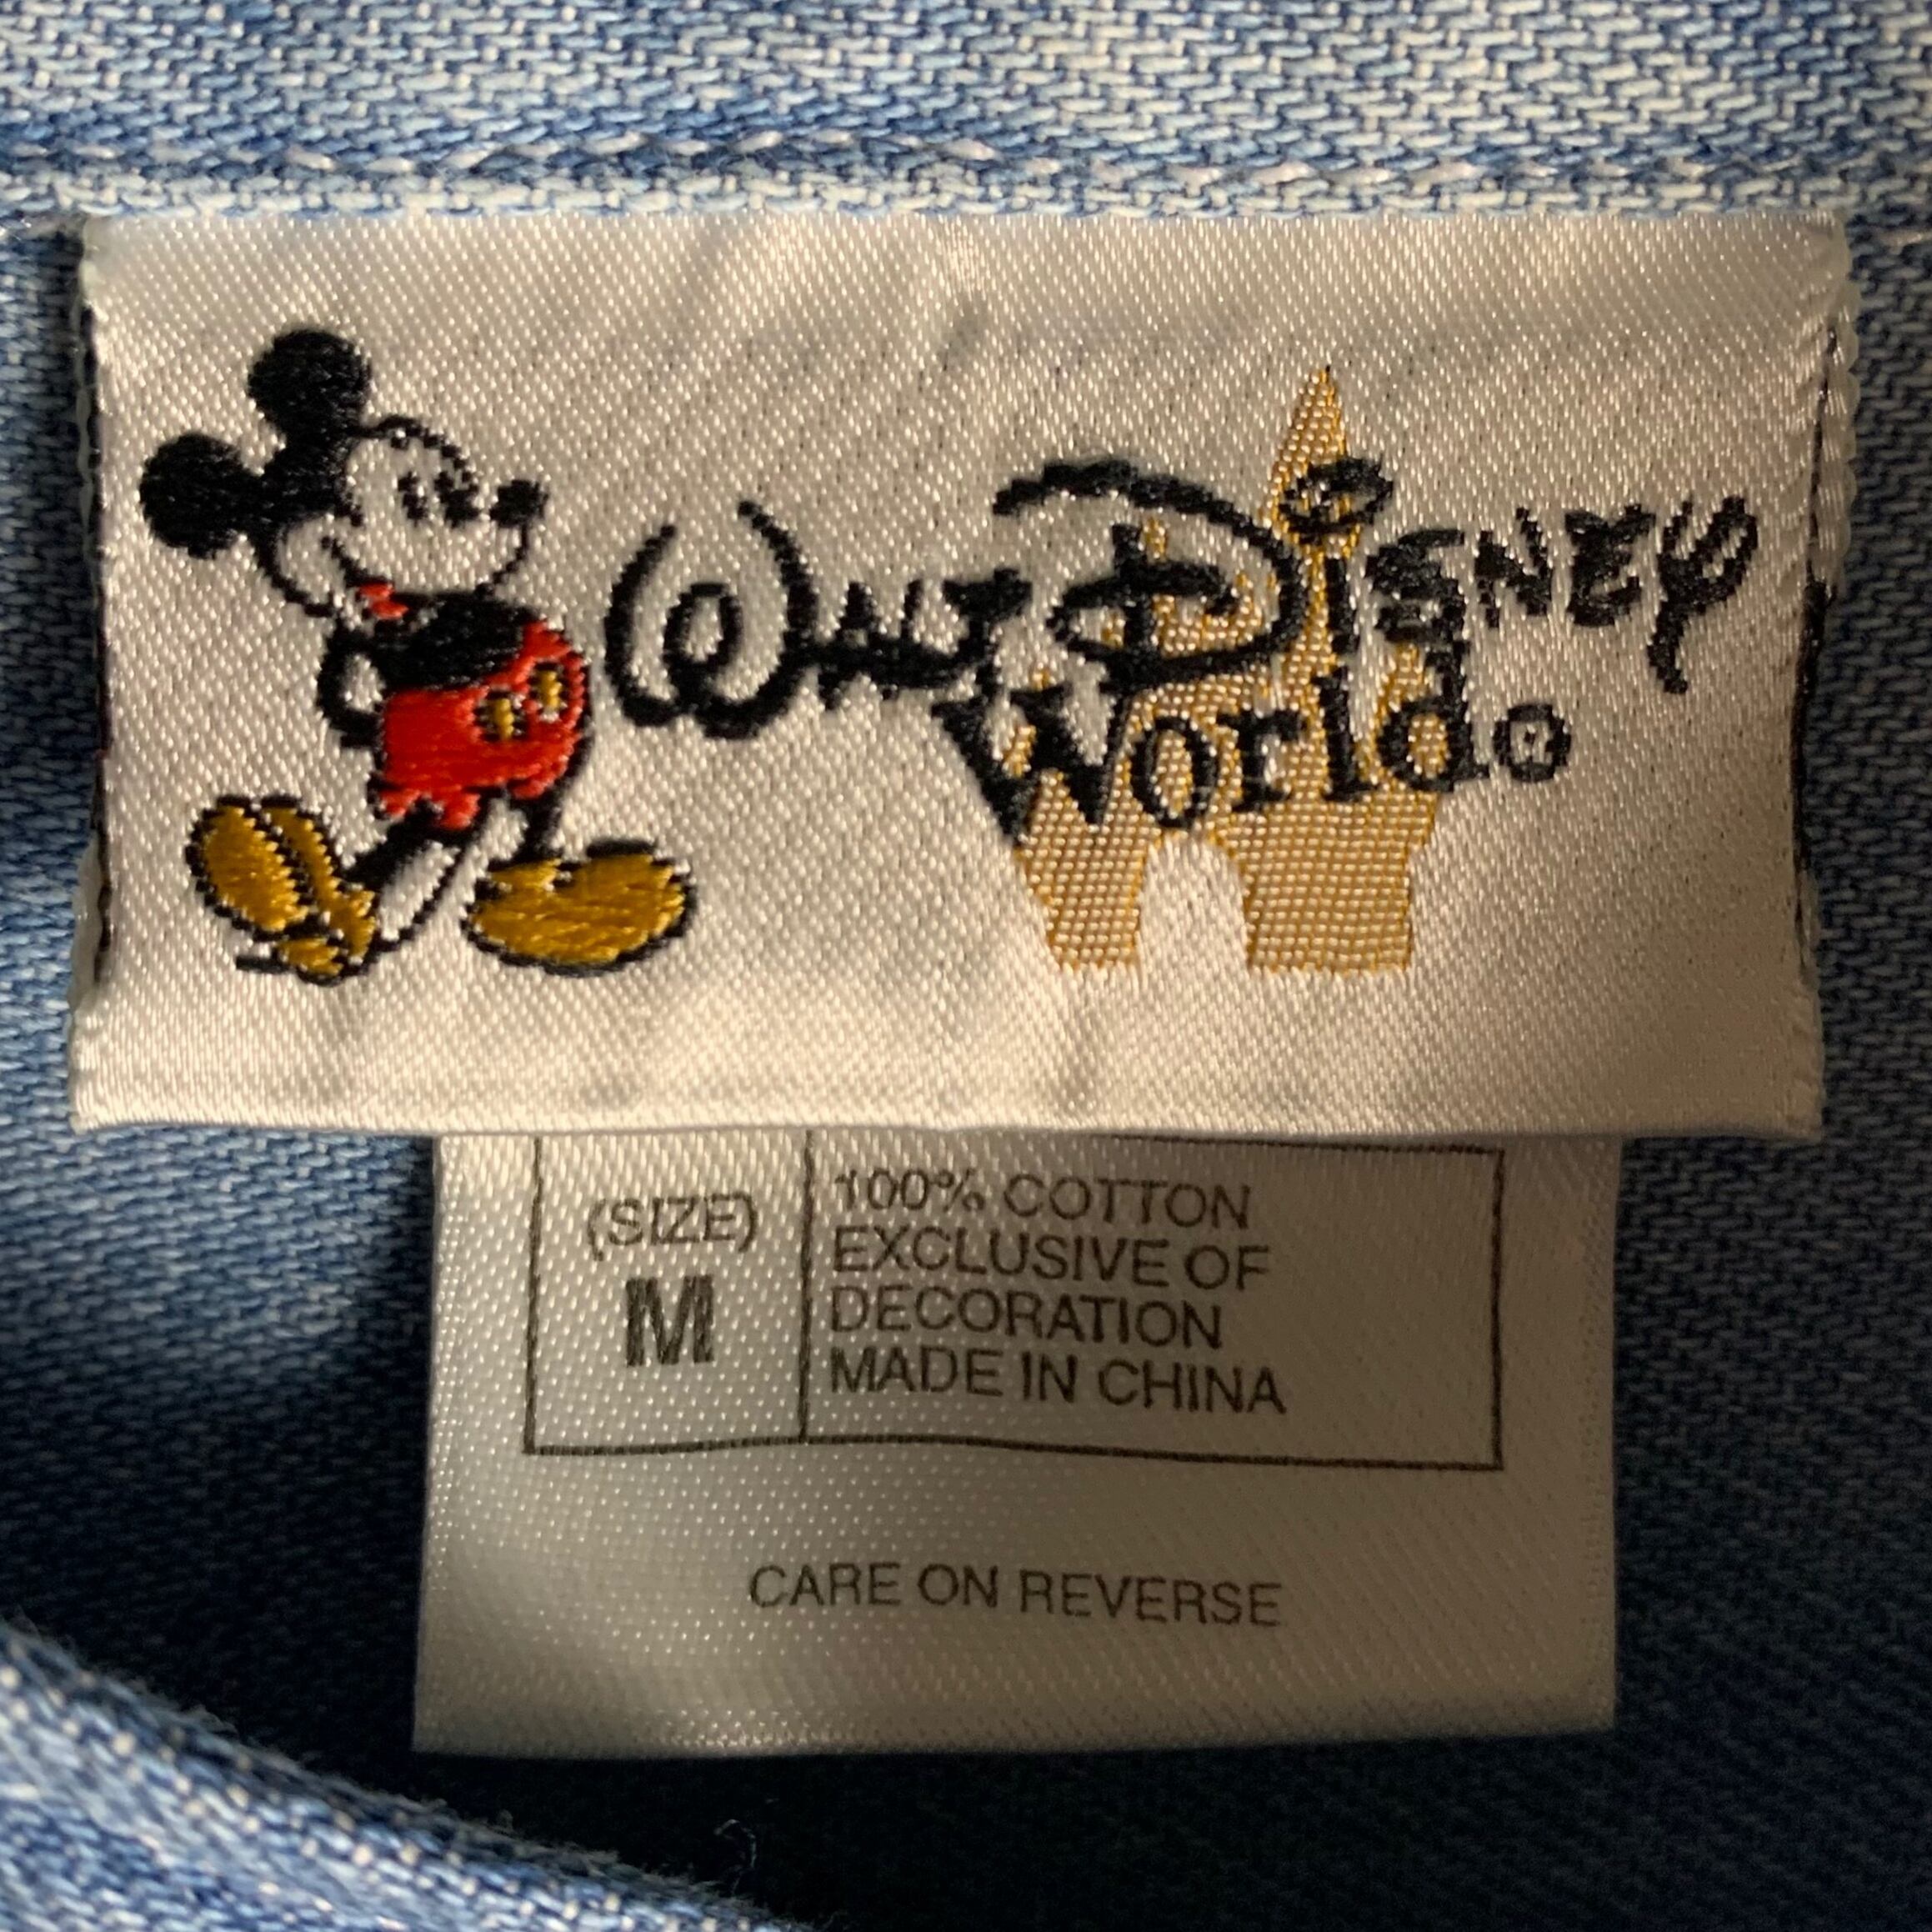 WALT DISNEY
World®
(SIZE)
M
100% COTTON
EXCLUSIVE OF
DECORATION
MADE IN CHINA
CARE ON REVERSE